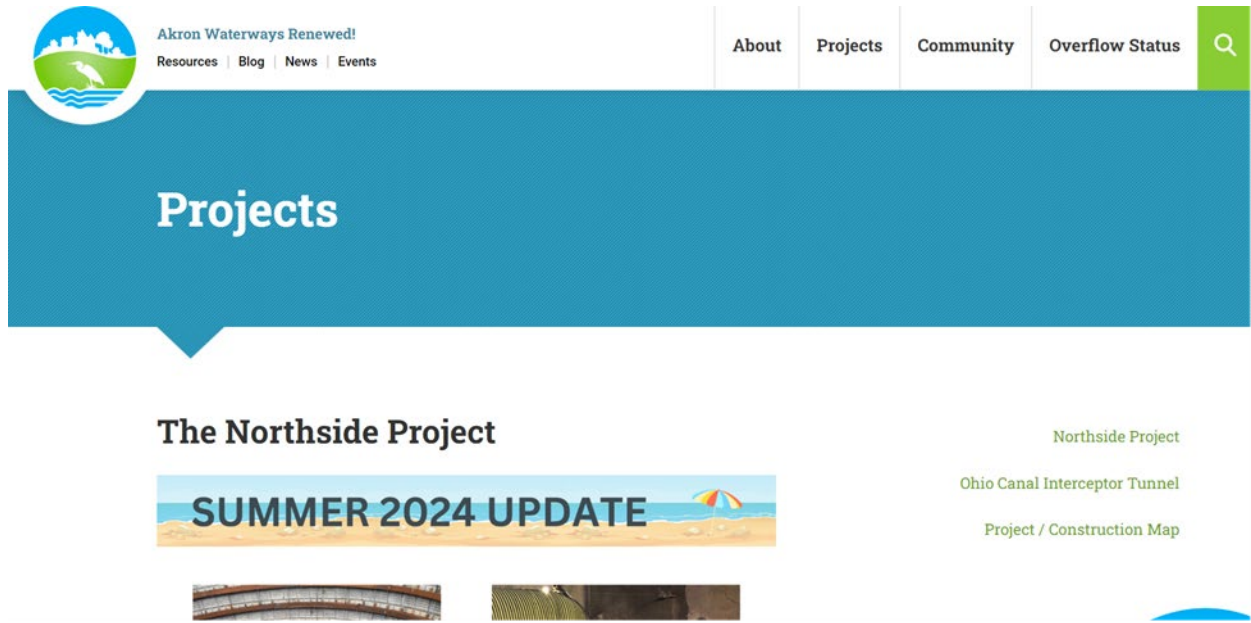 Akron Waterways Renewed!
Resources | Blog | News | Events
About Projects Community Overflow Status
Projects
The Northside Project
SUMMER 2024 UPDATE
Northside Project
Ohio Canal Interceptor Tunnel
Project / Construction Map